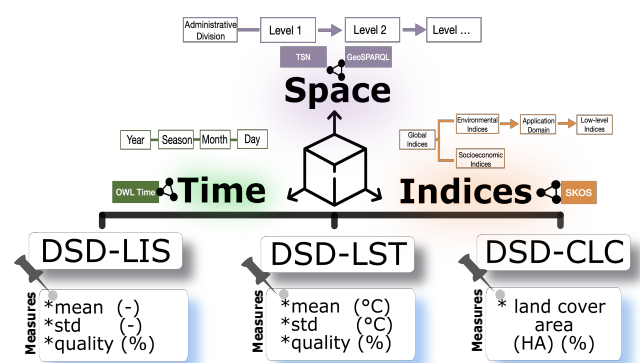 Administrative
Division
Level 1
Level 2
Level ...
TSN
GeoSPARQL
Space
Year
Season
Month
Day
Global
Indices
Environmental
Indices
Application
Domain
Low-level
Indices
Socioeconomic
Indices
OWL Time
Time
Indices
SKOS
DSD-LIS
DSD-LST
DSD-CLC
Measures
*mean (-)
*std (-)
*quality (%)
Measures
*mean (°C)
*std (°C)
*quality (%)
Measures
* land cover
area
(HA) (%)